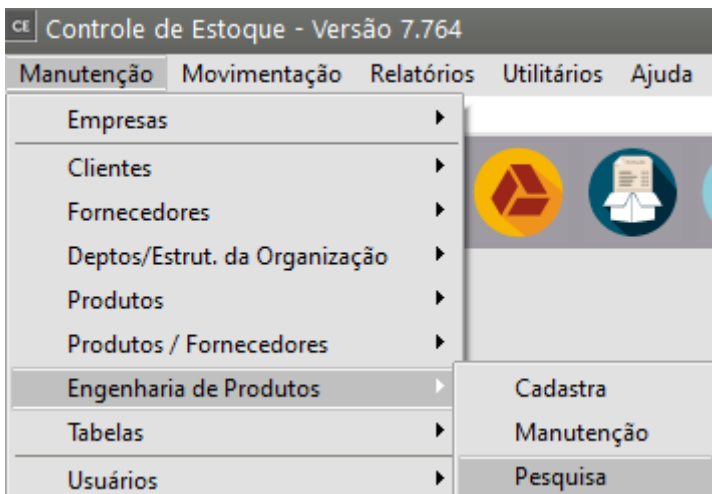 CE Controle de Estoque - Versão 7.764
Manutenção Movimentação Relatórios Utilitários Ajuda
Empresas
Clientes
Fornecedores
Deptos/Estrut. da Organização
Produtos
Produtos / Fornecedores
Engenharia de Produtos
Cadastra
Tabelas
Manutenção
Usuários
Pesquisa